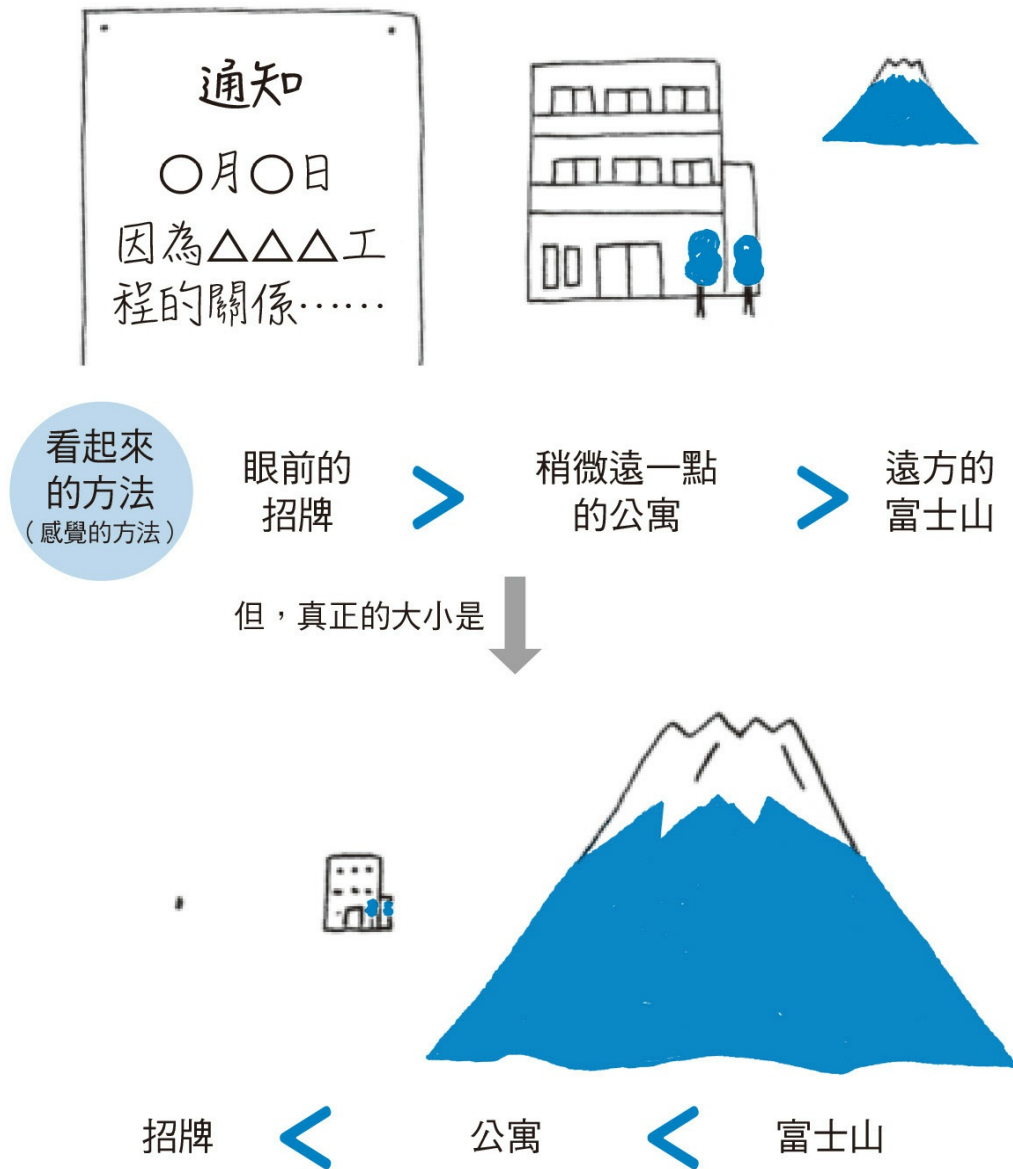 通知
○月○日
因為△△△工
程的關係……
看起來
的方法
(感覺的方法)
眼前的
招牌
>
稍微遠一點
的公寓
>
遠方的
富士山
但,真正的大小是
招牌 < 公寓 < 富士山